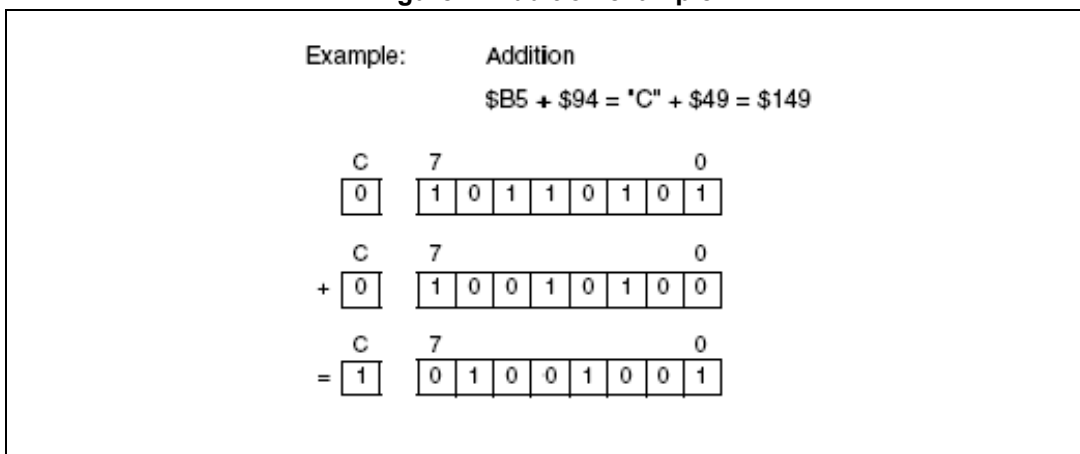 Example: Addition
$B5 + $94 = "C" + $49 = $149
C 7 0
0 1 0 1 1 0 1 0 1
C 7 0
+ 0 1 0 0 1 0 1 0 0
C 7 0
= 1 0 1 0 0 1 0 0 1